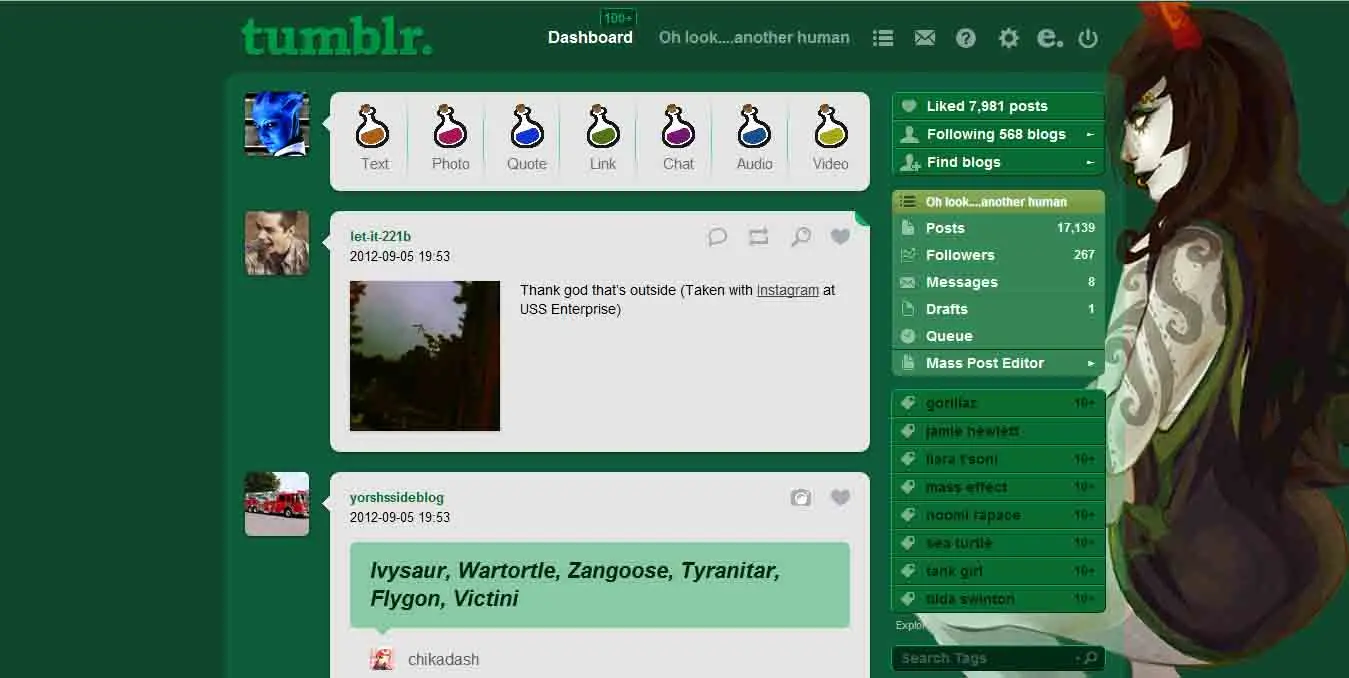 tumblr.
100+
Dashboard
Oh look....another human
e.
Text
Photo
Quote
Link
Chat
Audio
Video
let-it-221b
2012-09-05 19:53
Thank god that's outside (Taken with Instagram at
USS Enterprise)
yorshssideblog
2012-09-05 19:53
Ivysaur, Wartortle, Zangoose, Tyranitar,
Flygon, Victini
chikadash
Liked 7,981 posts
Following 568 blogs
Find blogs
Oh look....another human
Posts 17,139
Followers 267
Messages 8
Drafts 1
Queue
Mass Post Editor
gorillaz 10+
jamie hewlett
liara t'soni 10+
mass effect 10+
noomi rapace 10+
sea turtle 10+
tank girl 10+
tilda swinton 10+
Search Tags